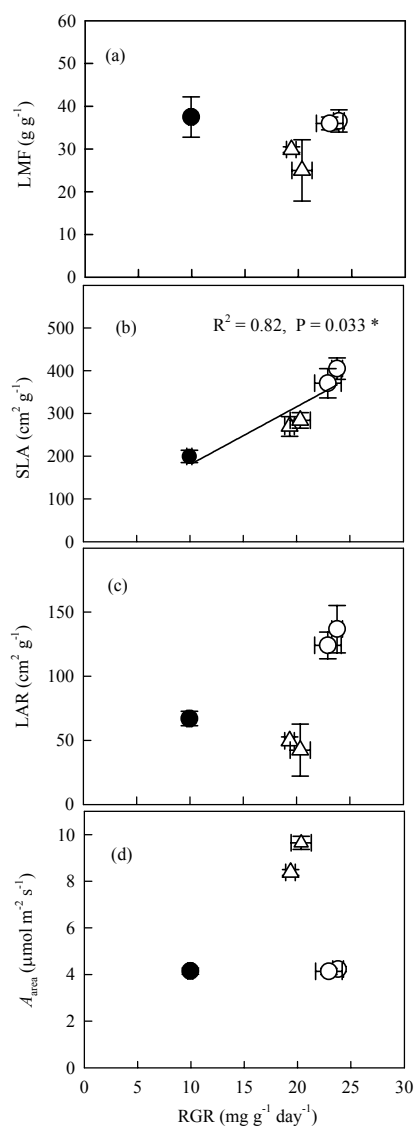 60
(a)
50
LMF (g g-1)
40
30
20
10
0
(b)
R2 = 0.82, P = 0.033 *
500
SLA (cm2 g-1)
400
300
200
100
0
(c)
150
LAR (cm2 g-1)
100
50
0
10
(d)
8
Aarea (μmol m-2 s-1)
6
4
2
0
0 5 10 15 20 25 30
RGR (mg g-1 day-1)